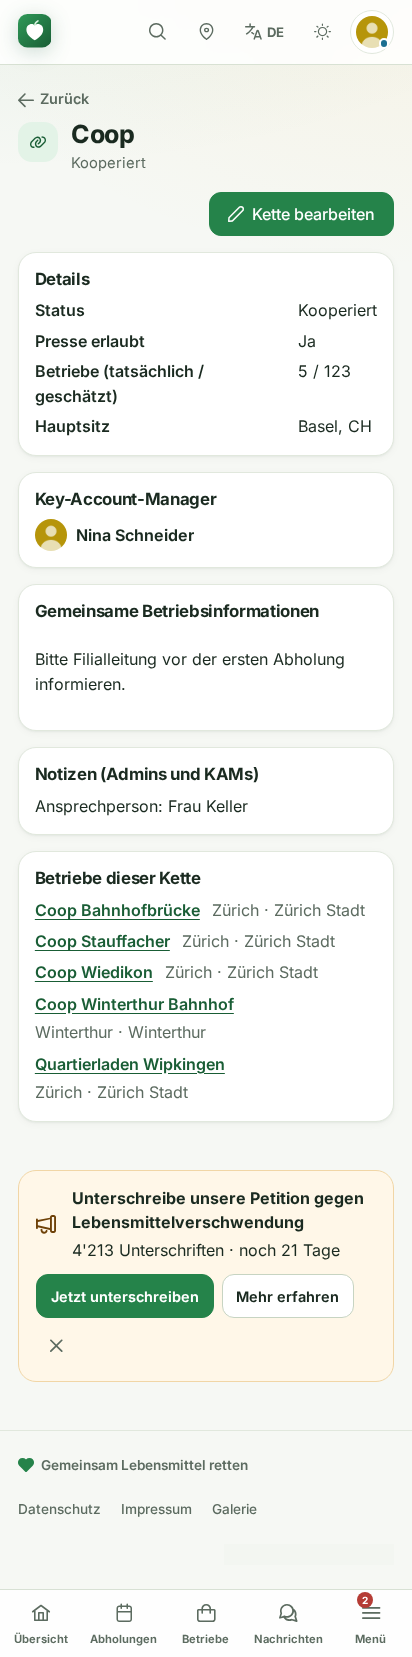 DE
Zurück
Coop
Kooperiert
Kette bearbeiten
Details
Status Kooperiert
Presse erlaubt Ja
Betriebe (tatsächlich / 5 / 123
geschätzt)
Hauptsitz Basel, CH
Key-Account-Manager
Nina Schneider
Gemeinsame Betriebsinformationen
Bitte Filialleitung vor der ersten Abholung
informieren.
Notizen (Admins und KAMs)
Ansprechperson: Frau Keller
Betriebe dieser Kette
Coop Bahnhofbrücke Zürich · Zürich Stadt
Coop Stauffacher Zürich · Zürich Stadt
Coop Wiedikon Zürich · Zürich Stadt
Coop Winterthur Bahnhof
Winterthur · Winterthur
Quartierladen Wipkingen
Zürich · Zürich Stadt
Unterschreibe unsere Petition gegen
Lebensmittelverschwendung
4'213 Unterschriften · noch 21 Tage
Jetzt unterschreiben Mehr erfahren
Gemeinsam Lebensmittel retten
Datenschutz Impressum Galerie
2
Übersicht Abholungen Betriebe Nachrichten Menü